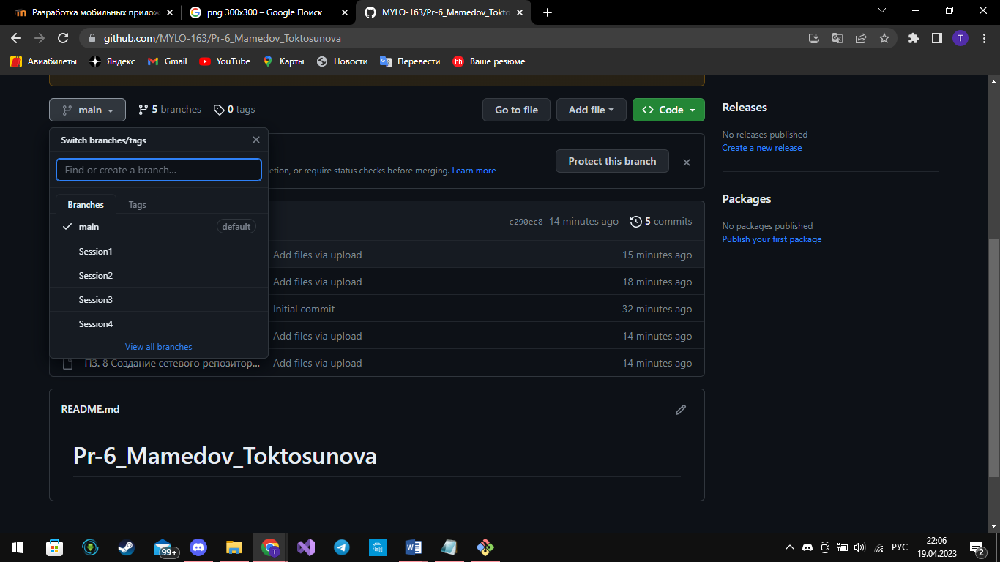 Разработка мобильных прилож
png 300x300 – Google Поиск
MYLO-163/Pr-6_Mamedov_Tokto
github.com/MYLO-163/Pr-6_Mamedov_Toktosunova
T
Авиабилеты
Яндекс
Gmail
YouTube
Карты
Новости
Перевести
hh
Ваше резюме
main
5 branches
0 tags
Go to file
Add file
Code
Switch branches/tags
Find or create a branch...
Branches
Tags
main
default
Session1
Session2
Session3
Session4
View all branches
etion, or require status checks before merging. Learn more
Protect this branch
c290ec8 14 minutes ago
5 commits
Add files via upload 15 minutes ago
Add files via upload 18 minutes ago
Initial commit 32 minutes ago
Add files via upload 14 minutes ago
ПЗ. 8 Создание сетевого репозитор... Add files via upload 14 minutes ago
README.md
Pr-6_Mamedov_Toktosunova
Releases
No releases published
Create a new release
Packages
No packages published
Publish your first package
99+
T
РУС
22:06
19.04.2023
2